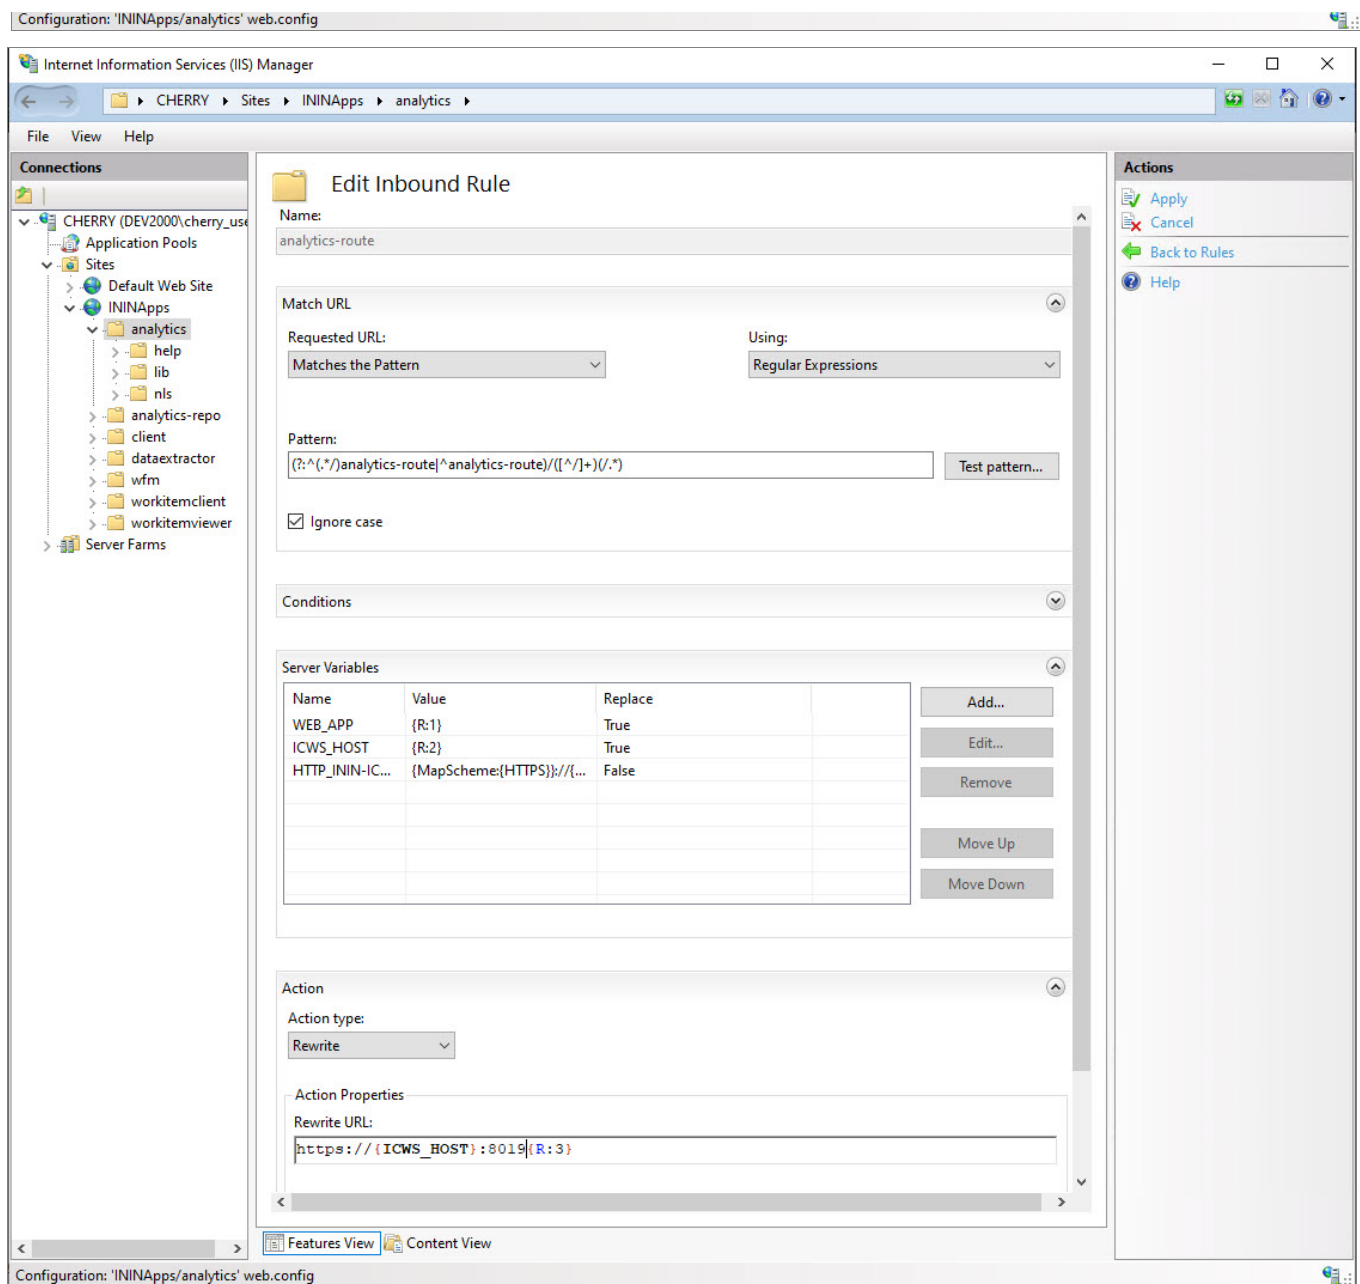 Configuration: 'ININApps/analytics' web.config
Internet Information Services (IIS) Manager
CHERRY Sites ININApps analytics
File View Help
Connections
CHERRY (DEV2000\cherry_use
Application Pools
Sites
Default Web Site
ININApps
analytics
help
lib
nls
analytics-repo
client
dataextractor
wfm
workitemclient
workitemviewer
Server Farms
Edit Inbound Rule
Name:
analytics-route
Match URL
Requested URL: Using:
Matches the Pattern Regular Expressions
Pattern:
(?:^(.*/)analytics-route|^analytics-route)/([^/]+)(/.*) Test pattern...
Ignore case
Conditions
Server Variables
Name Value Replace
WEB_APP {R:1} True
ICWS_HOST {R:2} True
HTTP_ININ-IC... {MapScheme:{HTTPS}}://{... False
Add...
Edit...
Remove
Move Up
Move Down
Action
Action type:
Rewrite
Action Properties
Rewrite URL:
https://{ICWS_HOST}:8019{R:3}
Features View Content View
Actions
Apply
Cancel
Back to Rules
Help
Configuration: 'ININApps/analytics' web.config